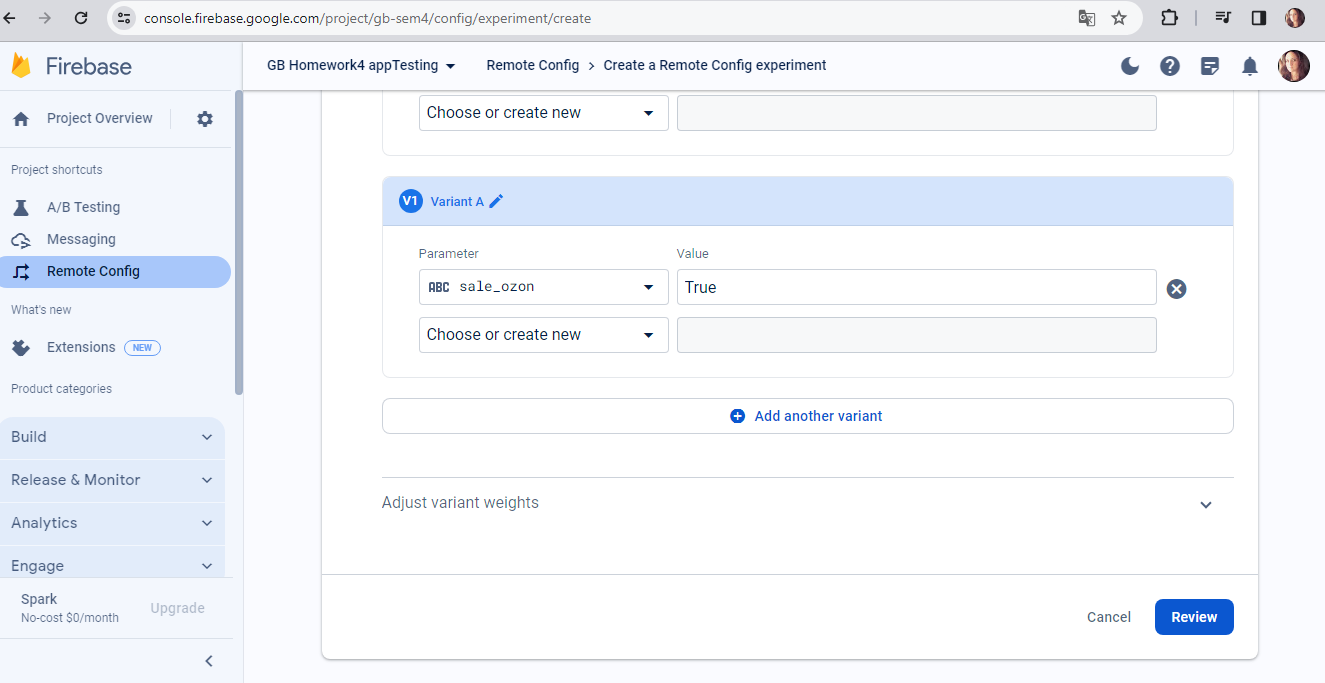 console.firebase.google.com/project/gb-sem4/config/experiment/create
Firebase
GB Homework4 appTesting
Remote Config > Create a Remote Config experiment
Project Overview
Project shortcuts
A/B Testing
Messaging
Remote Config
What's new
Extensions NEW
Product categories
Build
Release & Monitor
Analytics
Engage
Spark
No-cost $0/month
Upgrade
Choose or create new
V1 Variant A
Parameter Value
ABC sale_ozon True
Choose or create new
Add another variant
Adjust variant weights
Cancel Review